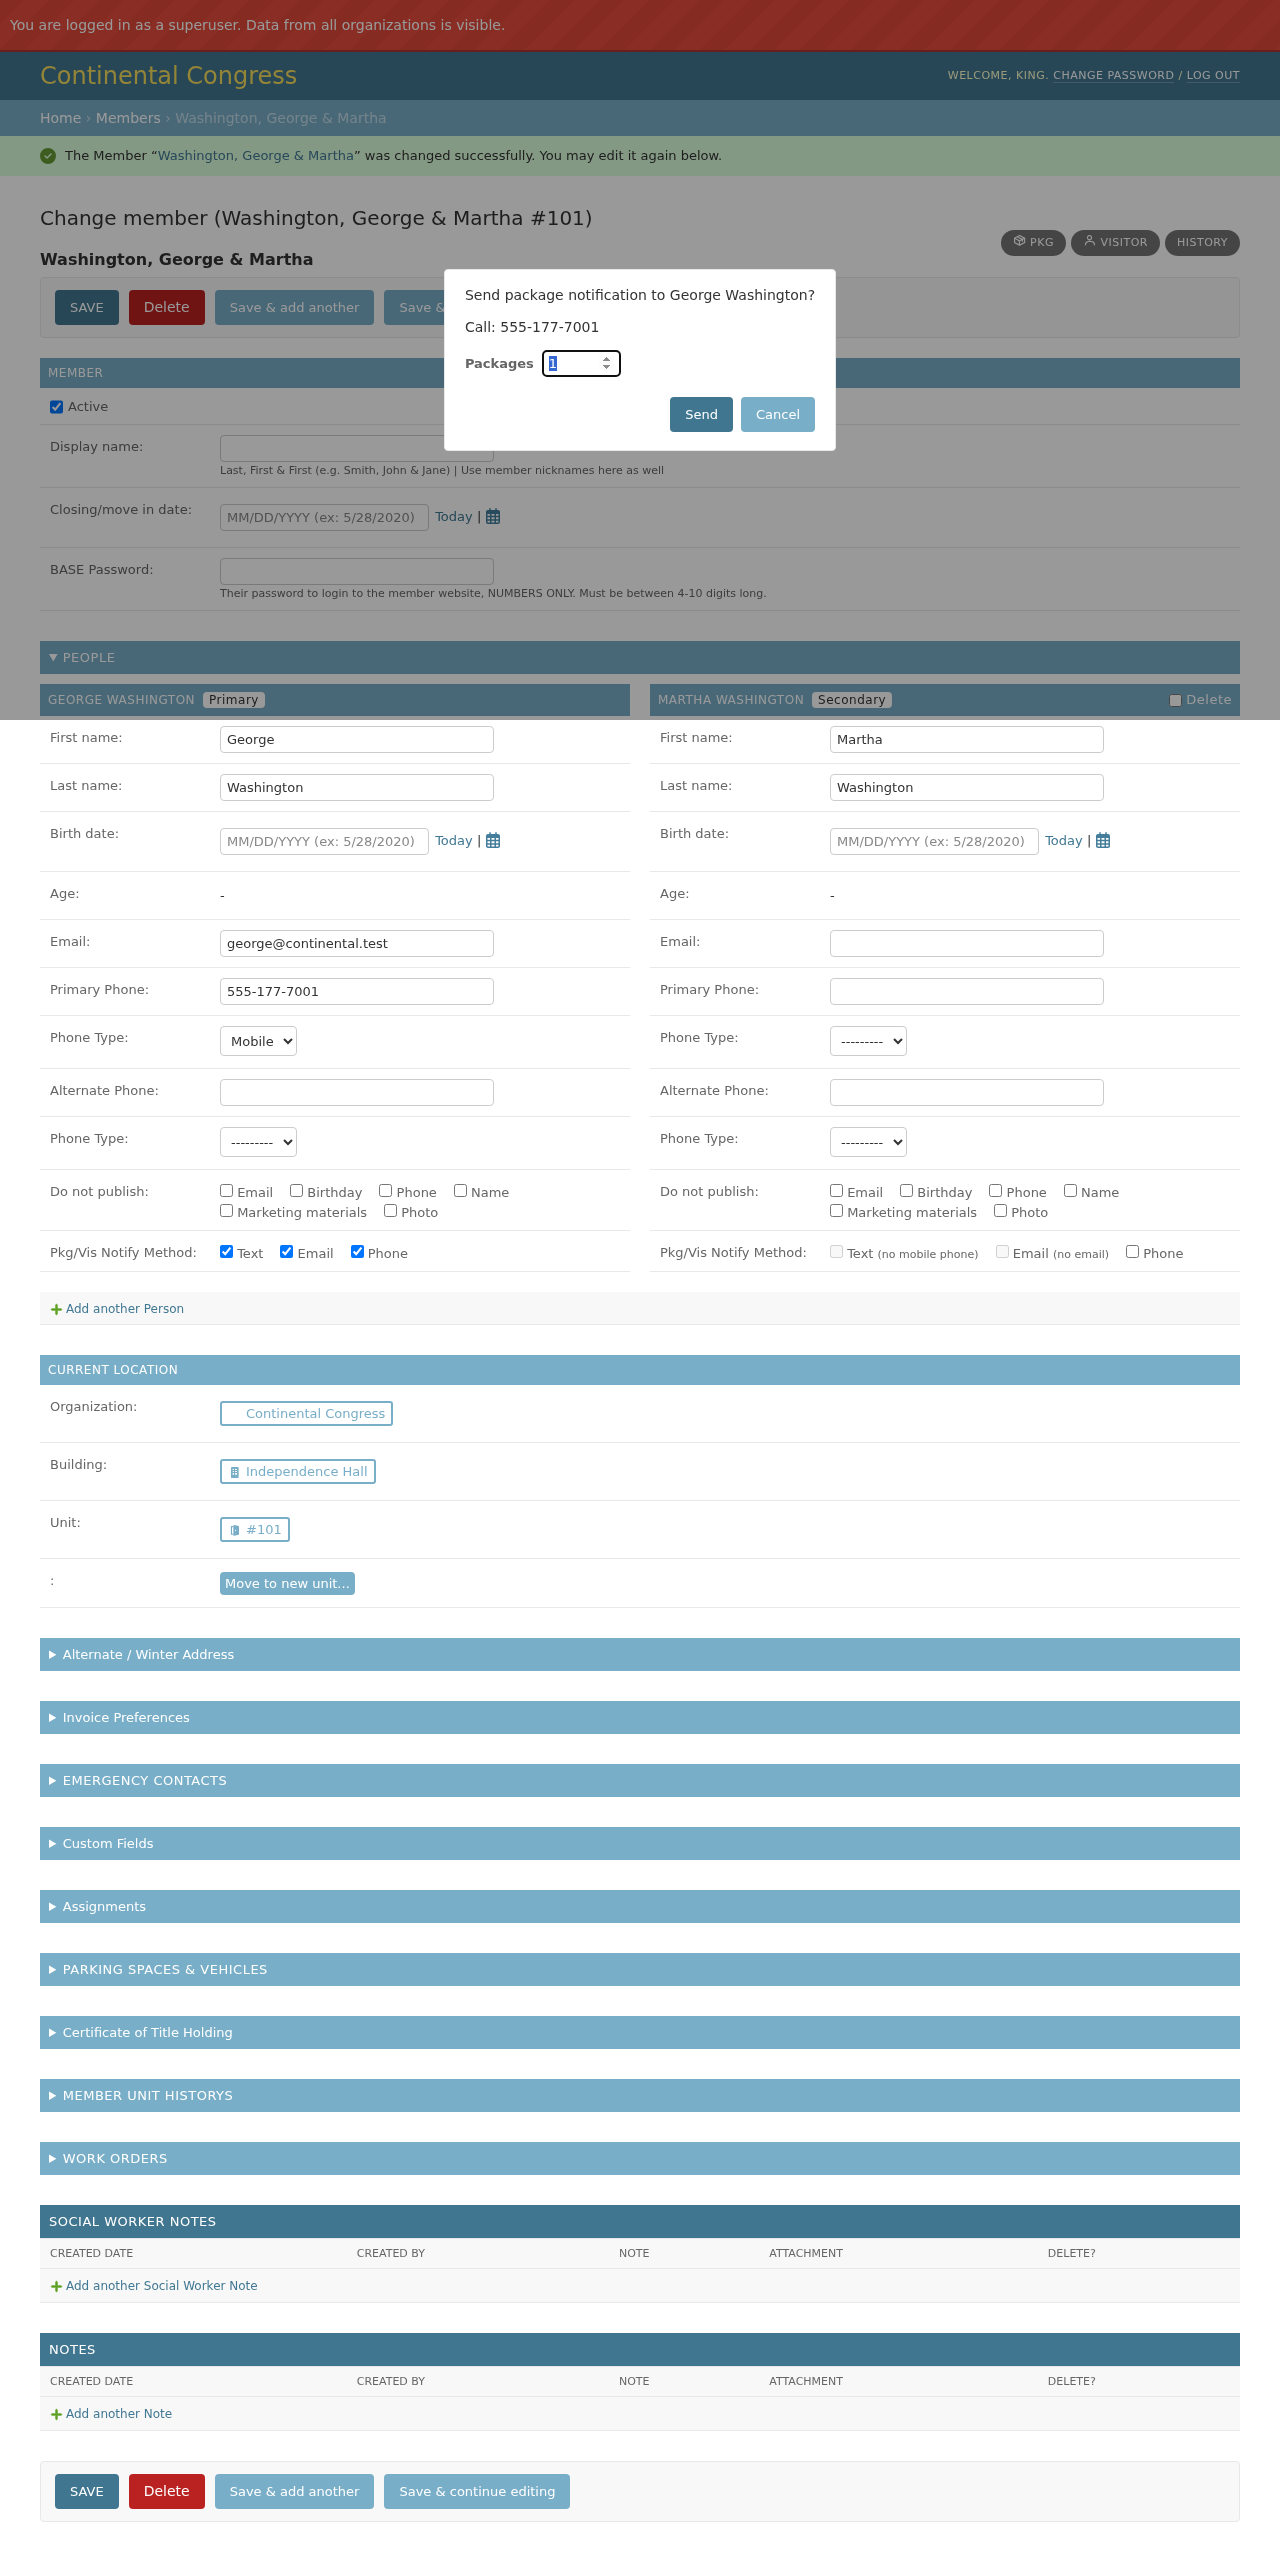 You are logged in as a superuser. Data from all organizations is visible.
Continental Congress
WELCOME, KING. CHANGE PASSWORD / LOG OUT
Home › Members › Washington, George & Martha
The Member “Washington, George & Martha” was changed successfully. You may edit it again below.
Change member (Washington, George & Martha #101)
PKG VISITOR HISTORY
Washington, George & Martha
SAVE Delete Save & add another Save &
Send package notification to George Washington?
Call: 555-177-7001
Packages 1
Send Cancel
MEMBER
Active
Display name:
Last, First & First (e.g. Smith, John & Jane) | Use member nicknames here as well
Closing/move in date: MM/DD/YYYY (ex: 5/28/2020) Today |
BASE Password:
Their password to login to the member website, NUMBERS ONLY. Must be between 4-10 digits long.
PEOPLE
GEORGE WASHINGTON Primary
First name: George
Last name: Washington
Birth date: MM/DD/YYYY (ex: 5/28/2020) Today |
Age: -
Email: george@continental.test
Primary Phone: 555-177-7001
Phone Type: Mobile
Alternate Phone:
Phone Type: ---------
Do not publish: Email Birthday Phone Name
Marketing materials Photo
Pkg/Vis Notify Method: Text Email Phone
MARTHA WASHINGTON Secondary Delete
First name: Martha
Last name: Washington
Birth date: MM/DD/YYYY (ex: 5/28/2020) Today |
Age: -
Email:
Primary Phone:
Phone Type: ---------
Alternate Phone:
Phone Type: ---------
Do not publish: Email Birthday Phone Name
Marketing materials Photo
Pkg/Vis Notify Method: Text (no mobile phone) Email (no email) Phone
Add another Person
CURRENT LOCATION
Organization: Continental Congress
Building: Independence Hall
Unit: #101
: Move to new unit...
Alternate / Winter Address
Invoice Preferences
EMERGENCY CONTACTS
Custom Fields
Assignments
PARKING SPACES & VEHICLES
Certificate of Title Holding
MEMBER UNIT HISTORYS
WORK ORDERS
SOCIAL WORKER NOTES
CREATED DATE CREATED BY NOTE ATTACHMENT DELETE?
Add another Social Worker Note
NOTES
CREATED DATE CREATED BY NOTE ATTACHMENT DELETE?
Add another Note
SAVE Delete Save & add another Save & continue editing